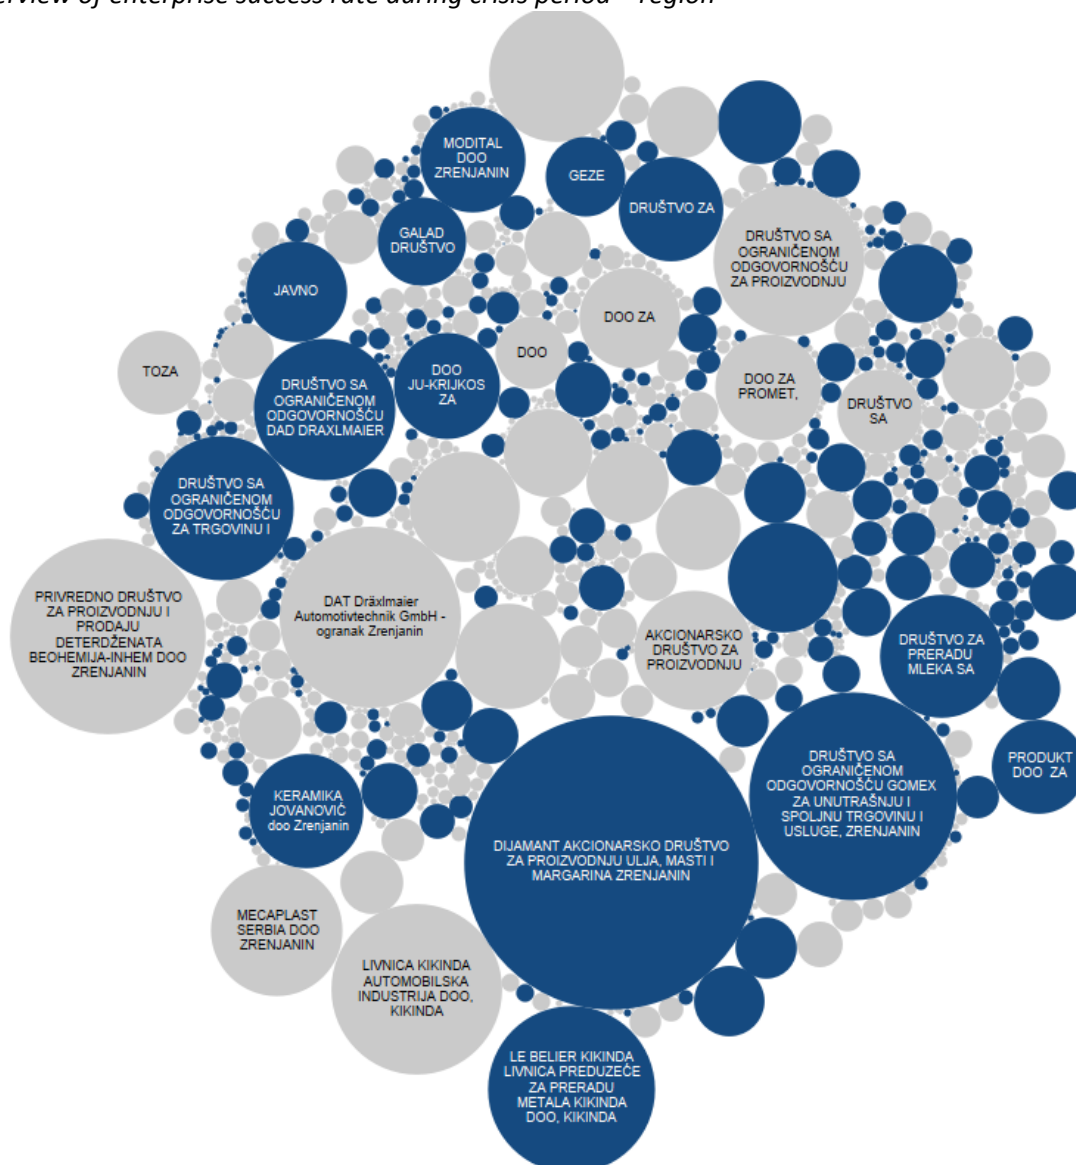 overview of enterprise success rate during crisis period – region
MODITAL
DOO
ZRENJANIN
GEZE
DRUŠTVO ZA
GALAD
DRUŠTVO
DRUŠTVO SA
OGRANIČENOM
ODGOVORNOŠĆU
ZA PROIZVODNJU
JAVNO
DOO ZA
DOO
TOZA
DRUŠTVO SA
OGRANIČENOM
ODGOVORNOŠĆU
DAD DRAXLMAIER
DOO
JU-KRIJKOS
ZA
DOO ZA
PROMET,
DRUŠTVO
SA
DRUŠTVO SA
OGRANIČENOM
ODGOVORNOŠĆU
ZA TRGOVINU I
PRIVREDNO DRUŠTVO
ZA PROIZVODNJU I
PRODAJU
DETERDŽENATA
BEOHEMIJA-INHEM DOO
ZRENJANIN
DAT Dräxlmaier
Automotivtechnik GmbH -
ogranak Zrenjanin
AKCIONARSKO
DRUŠTVO ZA
PROIZVODNJU
DRUŠTVO ZA
PRERADU
MLEKA SA
DRUŠTVO SA
OGRANIČENOM
ODGOVORNOŠĆU GOMEX
ZA UNUTRAŠNJU I
SPOLJNU TRGOVINU I
USLUGE, ZRENJANIN
PRODUKT
DOO ZA
KERAMIKA
JOVANOVIĆ
doo Zrenjanin
DIJAMANT AKCIONARSKO DRUŠTVO
ZA PROIZVODNJU ULJA, MASTI I
MARGARINA ZRENJANIN
MECAPLAST
SERBIA DOO
ZRENJANIN
LIVNICA KIKINDA
AUTOMOBILSKA
INDUSTRIJA DOO,
KIKINDA
LE BELIER KIKINDA
LIVNICA PREDUZEĆE
ZA PRERADU
METALA KIKINDA
DOO, KIKINDA